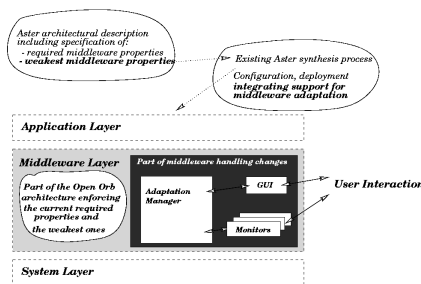 Aster architectural description
including specification of:
- required middleware properties
- weakest middleware properties
Existing Aster synthesis process
Configuration, deployment
integrating support for
middleware adaptation
Application Layer
Middleware Layer
Part of the Open Orb
architecture enforcing
the current required
properties and
the weakest ones
Part of middleware handling changes
Adaptation
Manager
GUI
Monitors
User Interaction
System Layer